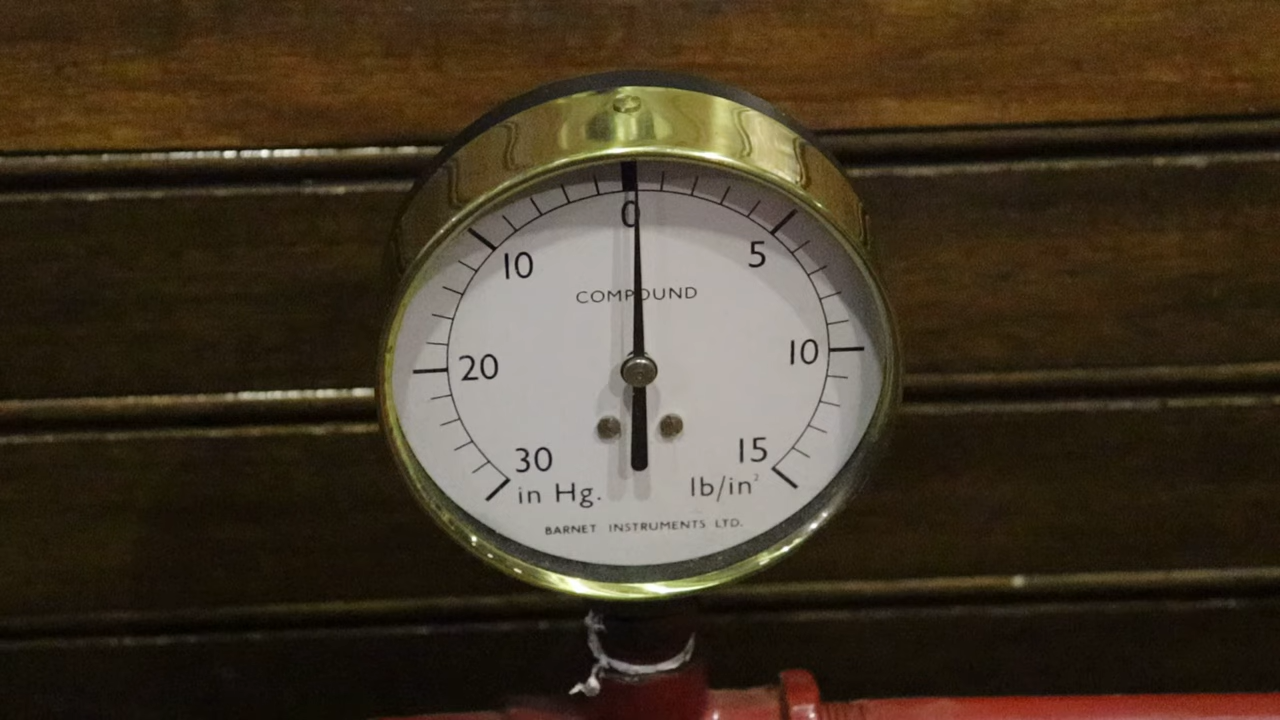 0
10 5
COMPOUND
20 10
30 15
in Hg. lb/in²
BARNET INSTRUMENTS LTD.